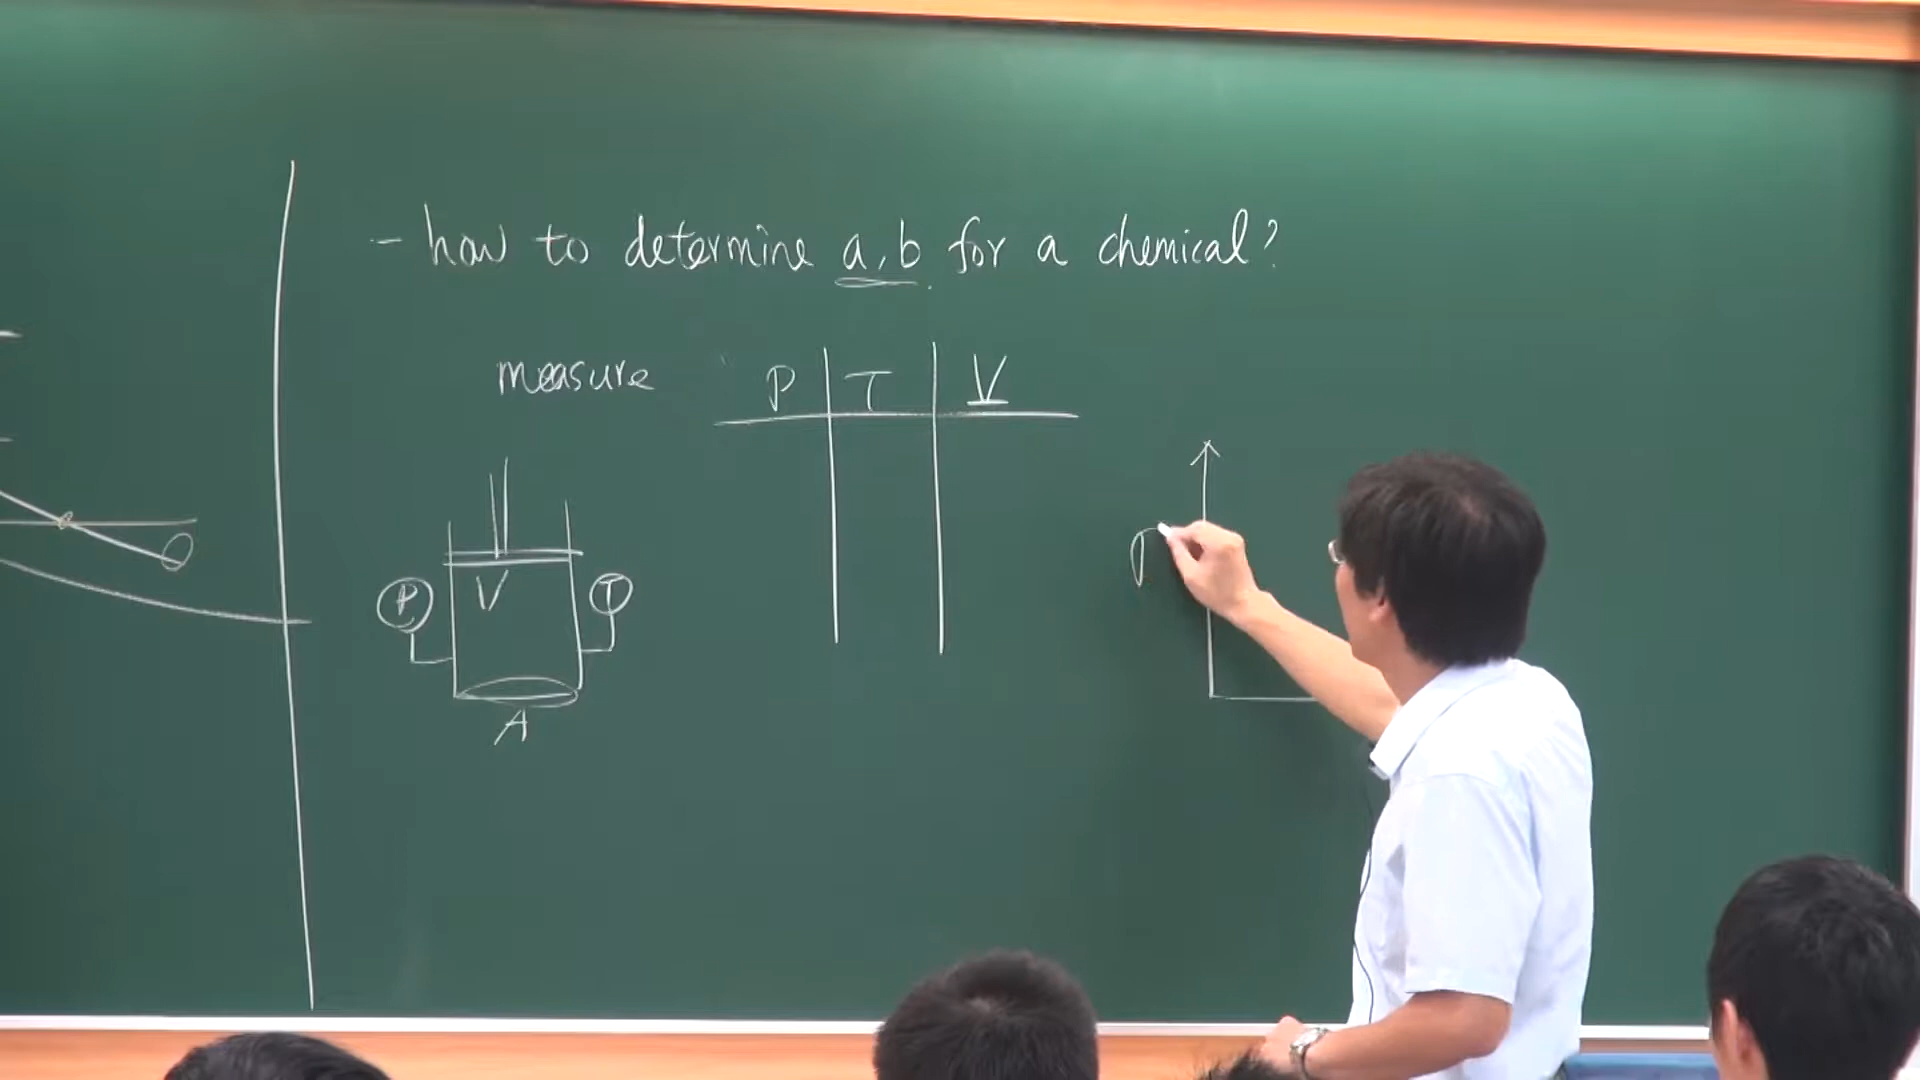 - how to determine a, b for a chemical?
measure P T V
V
P T
A